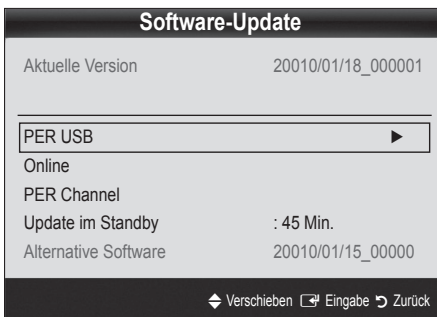 Software-Update
Aktuelle Version 20010/01/18_000001
PER USB ►
Online
PER Channel
Update im Standby : 45 Min.
Alternative Software 20010/01/15_00000
Verschieben Eingabe Zurück